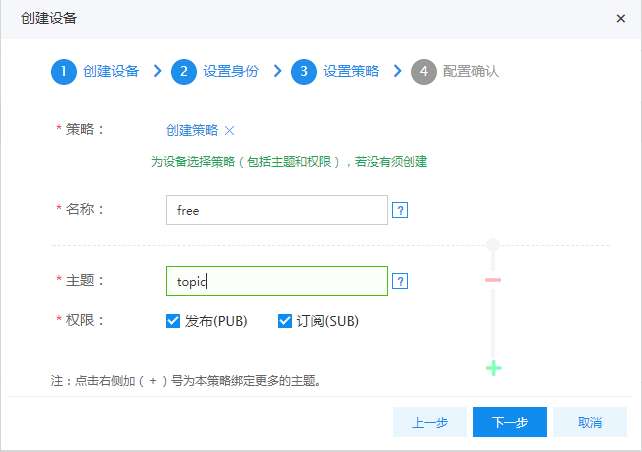 创建设备 ×
1 创建设备 > 2 设置身份 > 3 设置策略 > 4 配置确认
* 策略： 创建策略 ×
为设备选择策略（包括主题和权限），若没有须创建
* 名称： free ?
* 主题： topic ?
* 权限： 发布(PUB) 订阅(SUB)
注：点击右侧加（ + ）号为本策略绑定更多的主题。
上一步 下一步 取消